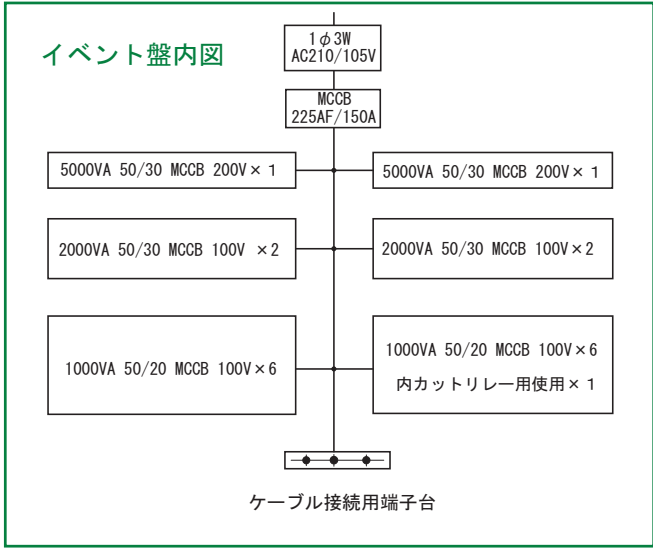 イベント盤内図
1φ3W
AC210/105V
MCCB
225AF/150A
5000VA 50/30 MCCB 200V×1
5000VA 50/30 MCCB 200V×1
2000VA 50/30 MCCB 100V ×2
2000VA 50/30 MCCB 100V×2
1000VA 50/20 MCCB 100V×6
1000VA 50/20 MCCB 100V×6
内カットリレー用使用×1
ケーブル接続用端子台